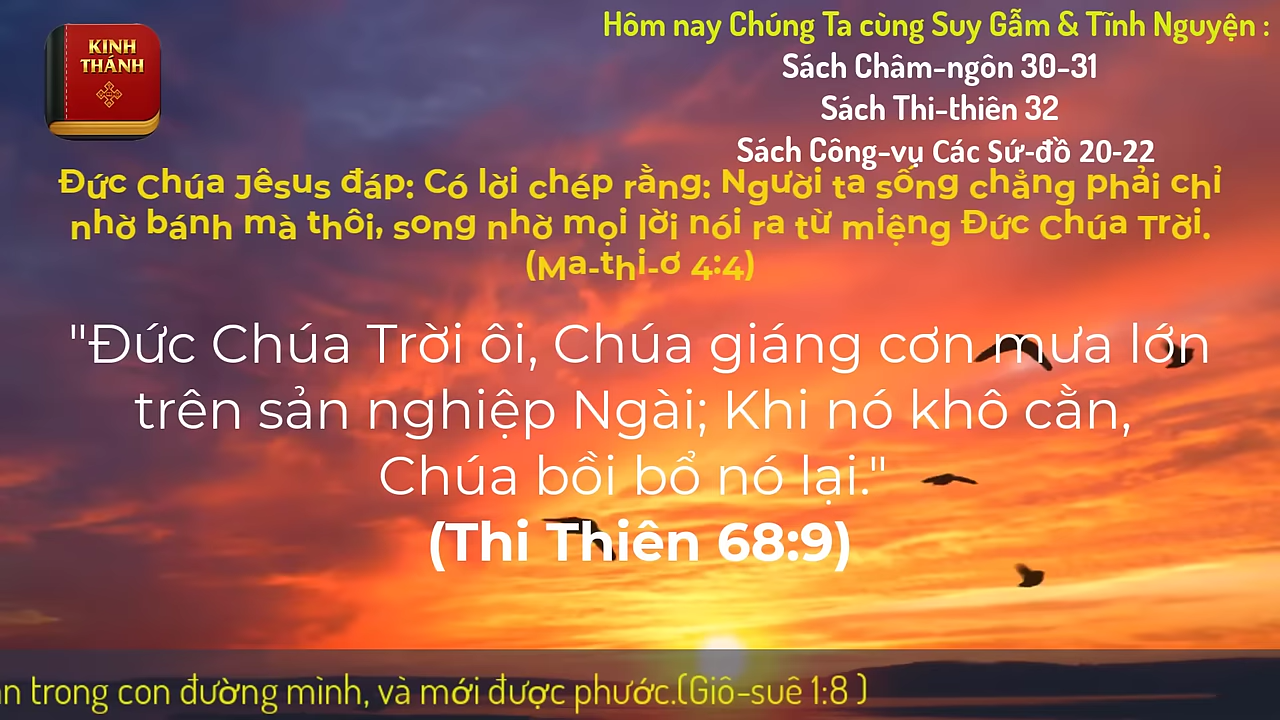 KINH
THÁNH
Hôm nay Chúng Ta cùng Suy Gẫm & Tĩnh Nguyện :
Sách Châm-ngôn 30-31
Sách Thi-thiên 32
Sách Công-vụ Các Sứ-đồ 20-22
Đức Chúa Jêsus đáp: Có lời chép rằng: Người ta sống chẳng phải chỉ
nhờ bánh mà thôi, song nhờ mọi lời nói ra từ miệng Đức Chúa Trời.
(Ma-thi-ơ 4:4)
"Đức Chúa Trời ôi, Chúa giáng cơn mưa lớn
trên sản nghiệp Ngài; Khi nó khô cằn,
Chúa bồi bổ nó lại."
(Thi Thiên 68:9)
trong con đường mình, và mới được phước.(Giô-suê 1:8 )